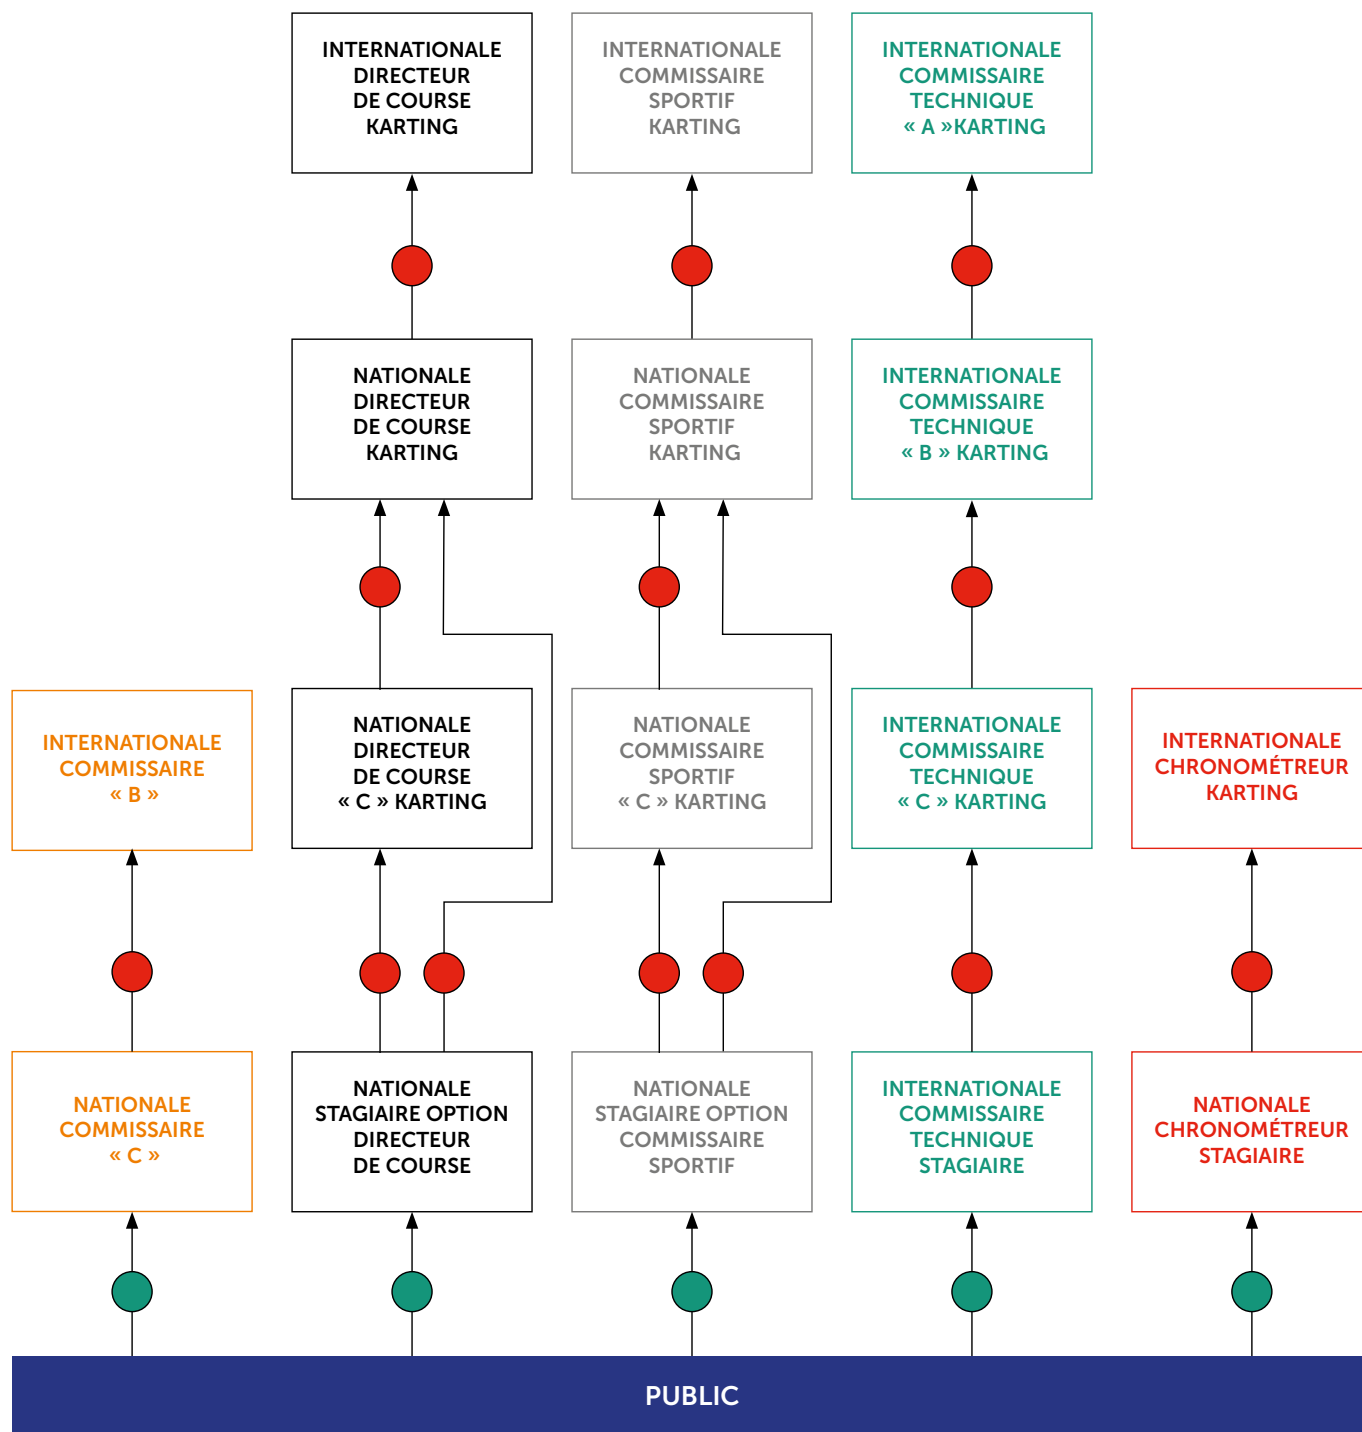 INTERNATIONALE
DIRECTEUR
DE COURSE
KARTING
INTERNATIONALE
COMMISSAIRE
SPORTIF
KARTING
INTERNATIONALE
COMMISSAIRE
TECHNIQUE
« A »KARTING
NATIONALE
DIRECTEUR
DE COURSE
KARTING
NATIONALE
COMMISSAIRE
SPORTIF
KARTING
INTERNATIONALE
COMMISSAIRE
TECHNIQUE
« B » KARTING
INTERNATIONALE
COMMISSAIRE
« B »
NATIONALE
DIRECTEUR
DE COURSE
« C » KARTING
NATIONALE
COMMISSAIRE
SPORTIF
« C » KARTING
INTERNATIONALE
COMMISSAIRE
TECHNIQUE
« C » KARTING
INTERNATIONALE
CHRONOMÉTREUR
KARTING
NATIONALE
COMMISSAIRE
« C »
NATIONALE
STAGIAIRE OPTION
DIRECTEUR
DE COURSE
NATIONALE
STAGIAIRE OPTION
COMMISSAIRE
SPORTIF
INTERNATIONALE
COMMISSAIRE
TECHNIQUE
STAGIAIRE
NATIONALE
CHRONOMÉTREUR
STAGIAIRE
PUBLIC